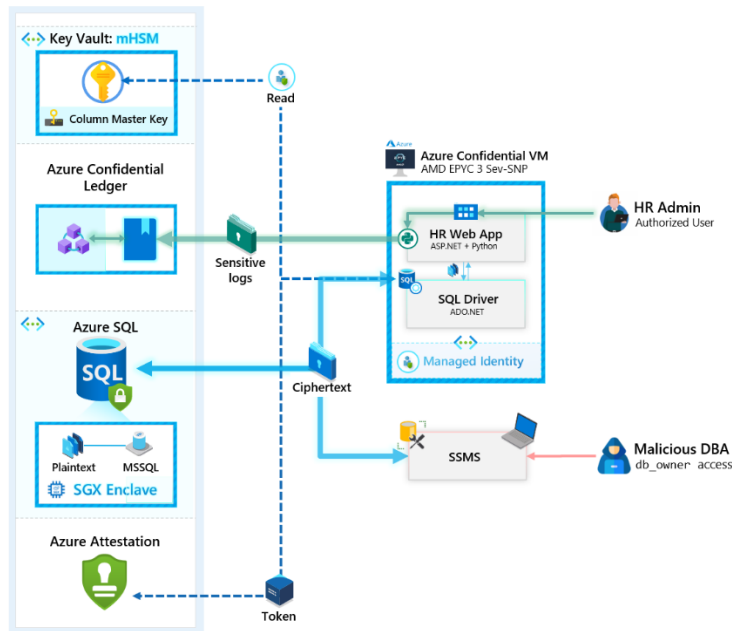 Key Vault: mHSM
Column Master Key
Read
Azure Confidential
Ledger
Sensitive
logs
Azure
Azure Confidential VM
AMD EPYC 3 Sev-SNP
HR Web App
ASP.NET + Python
SQL
SQL Driver
ADO.NET
Managed Identity
HR Admin
Authorized User
Azure SQL
SQL
Ciphertext
Plaintext
MSSQL
SGX Enclave
SSMS
Malicious DBA
db_owner access
Azure Attestation
Token